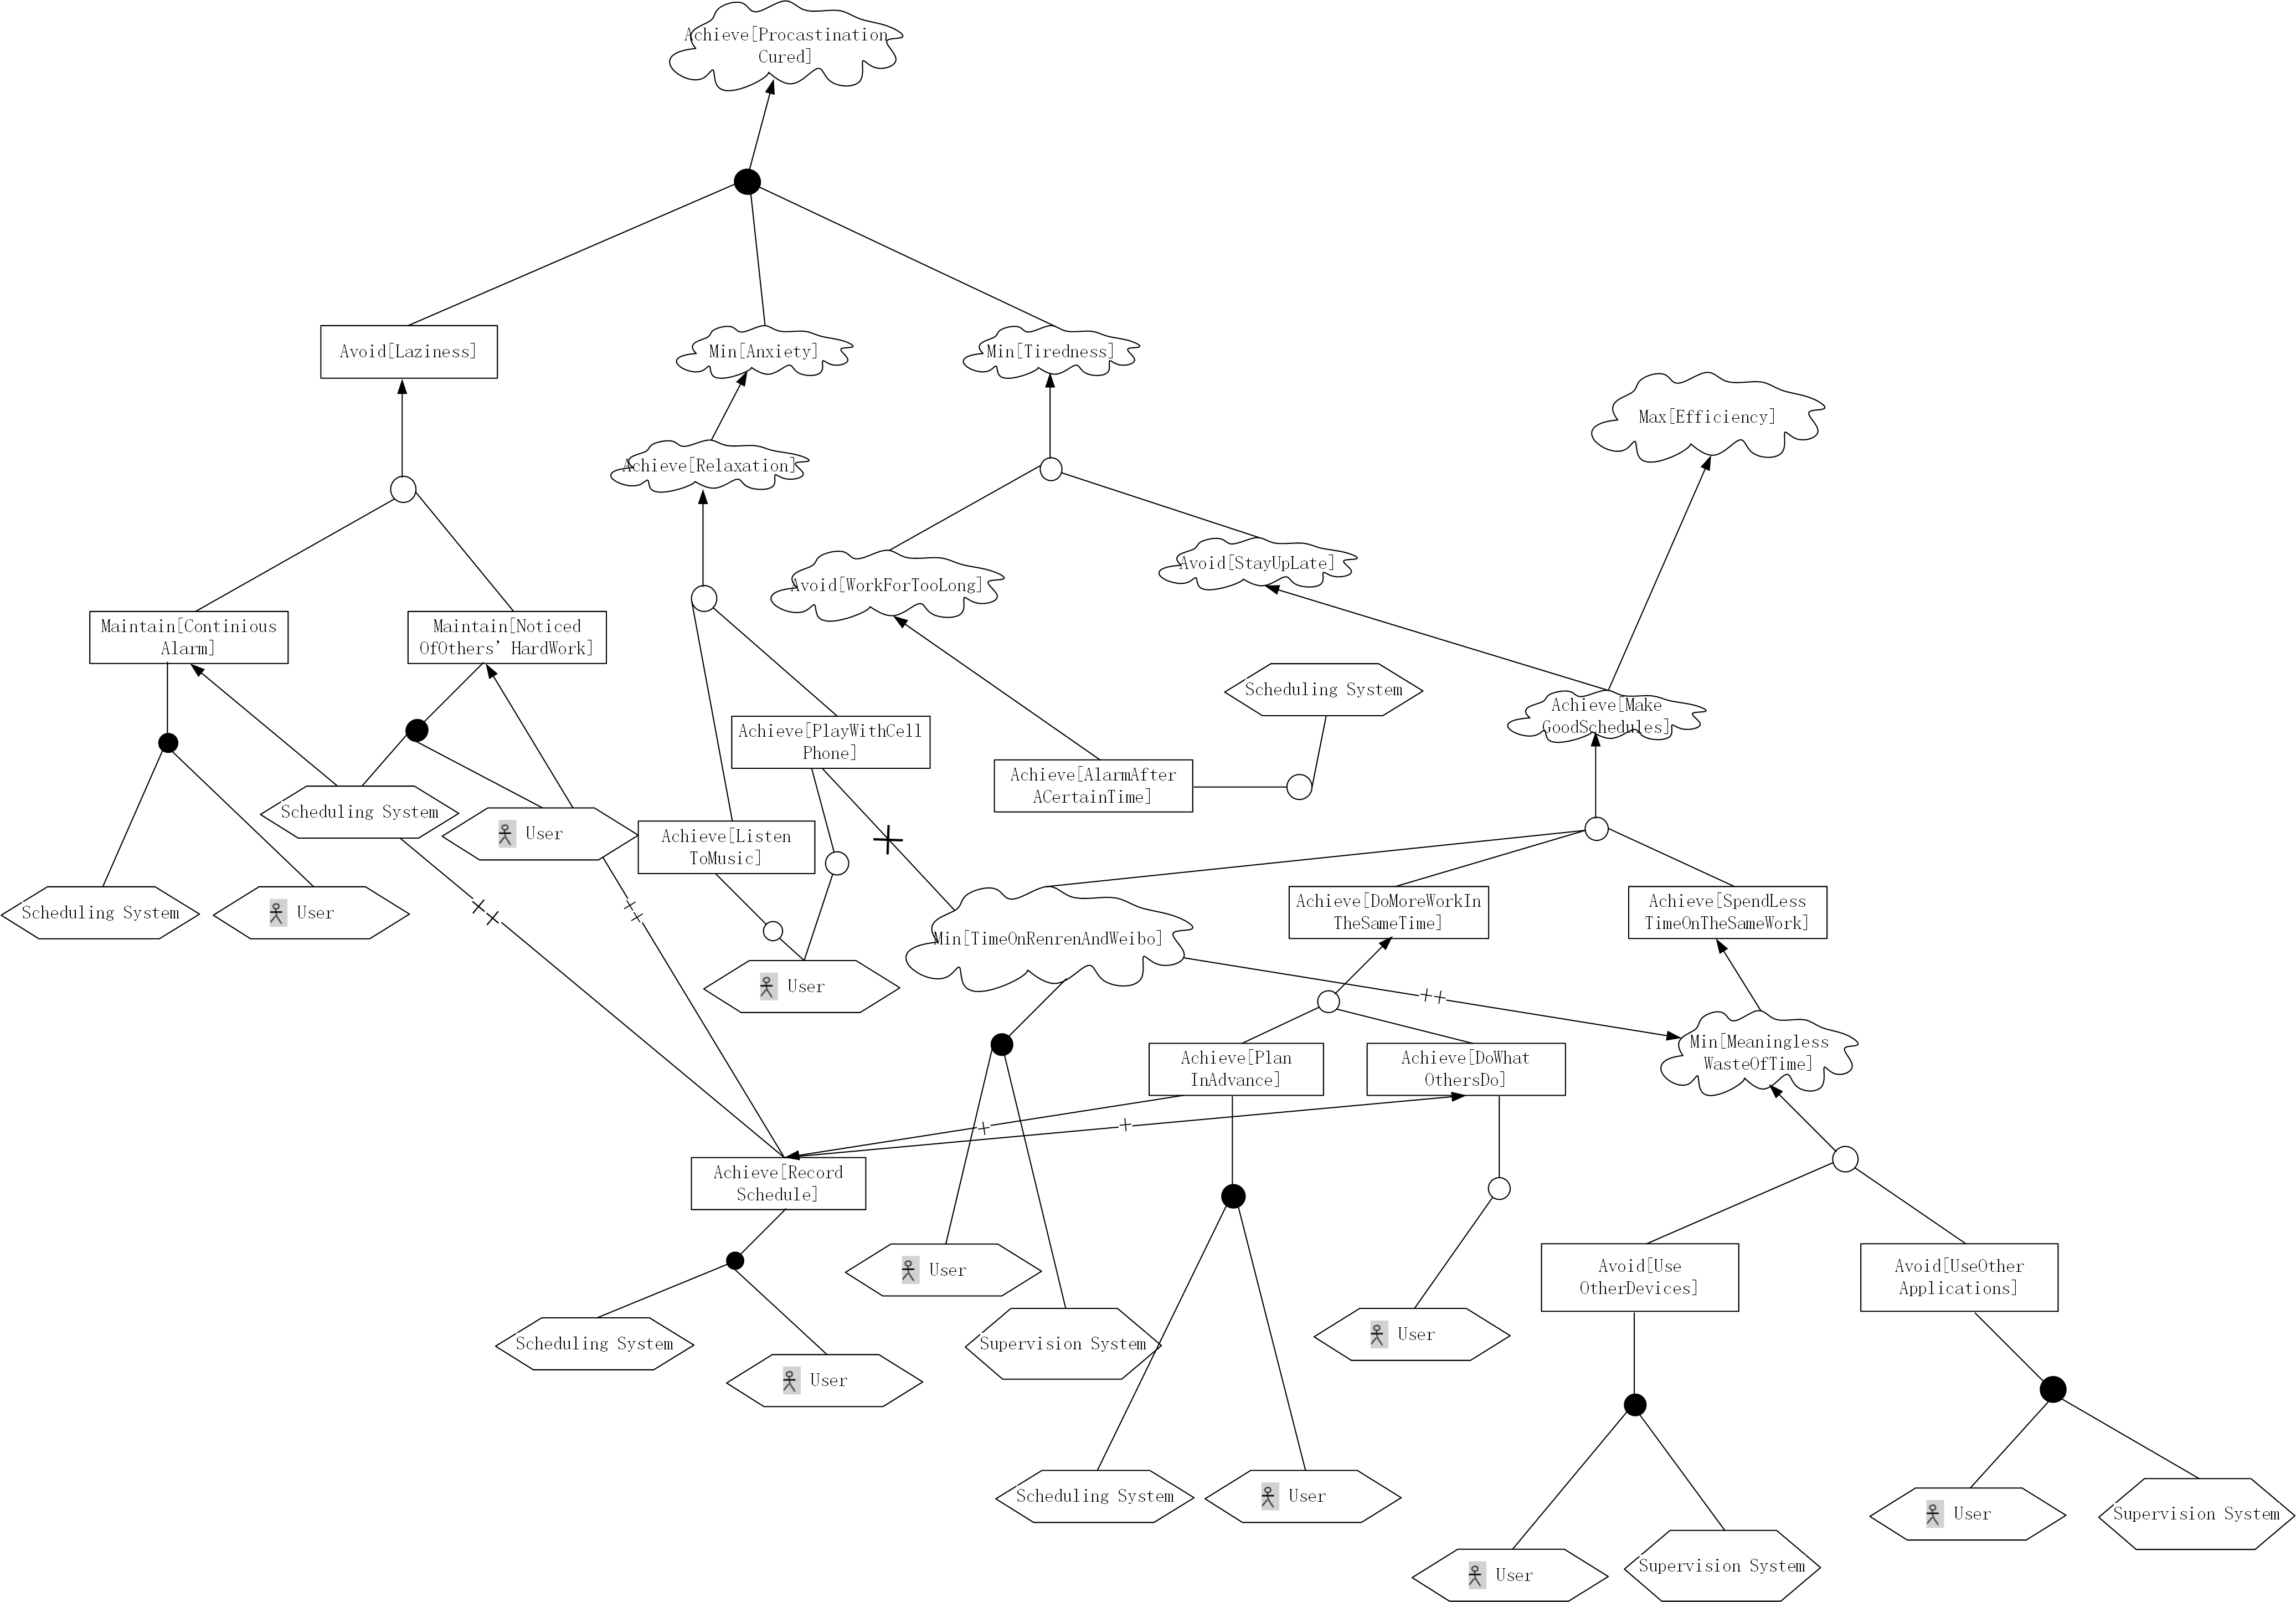 Achieve[Procastination
Cured]
Avoid[Laziness]
Min[Anxiety]
Min[Tiredness]
Max[Efficiency]
Achieve[Relaxation]
Avoid[WorkForTooLong]
Avoid[StayUpLate]
Maintain[Continious
Alarm]
Maintain[Noticed
OfOthers’HardWork]
Scheduling System
Achieve[Make
GoodSchedules]
Achieve[PlayWithCell
Phone]
Achieve[AlarmAfter
ACertainTime]
Scheduling System
User
Achieve[Listen
ToMusic]
Scheduling System
User
Achieve[DoMoreWorkIn
TheSameTime]
Achieve[SpendLess
TimeOnTheSameWork]
Min[TimeOnRenrenAndWeibo]
User
++
Achieve[Plan
InAdvance]
Achieve[DoWhat
OthersDo]
Min[Meaningless
WasteOfTime]
+
+
Achieve[Record
Schedule]
User
Avoid[Use
OtherDevices]
Avoid[UseOther
Applications]
Scheduling System
User
Supervision System
User
Scheduling System
User
User
Supervision System
User
Supervision System